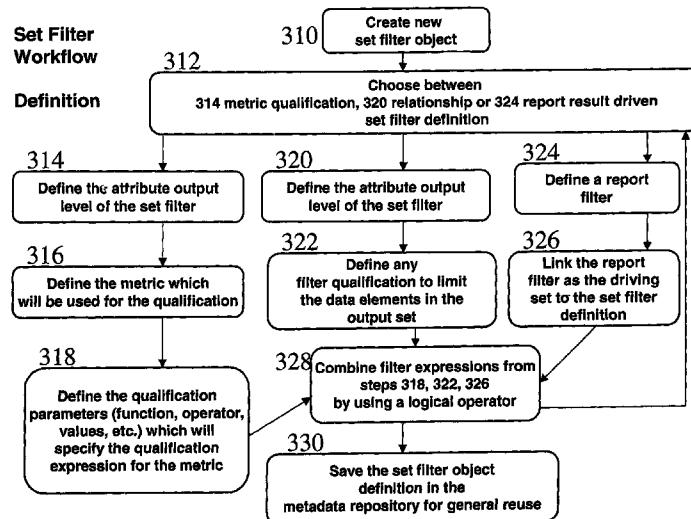 Set Filter
Workflow
Definition
310
Create new
set filter object
312
Choose between
314 metric qualification, 320 relationship or 324 report result driven
set filter definition
314
Define the attribute output
level of the set filter
320
Define the attribute output
level of the set filter
324
Define a report
filter
316
Define the metric which
will be used for the qualification
322
Define any
filter qualification to limit
the data elements in the
output set
326
Link the report
filter as the driving
set to the set filter
definition
318
Define the qualification
parameters (function, operator,
values, etc.) which will
specify the qualification
expression for the metric
328
Combine filter expressions from
steps 318, 322, 326
by using a logical operator
330
Save the set filter object
definition in the
metadata repository for general reuse